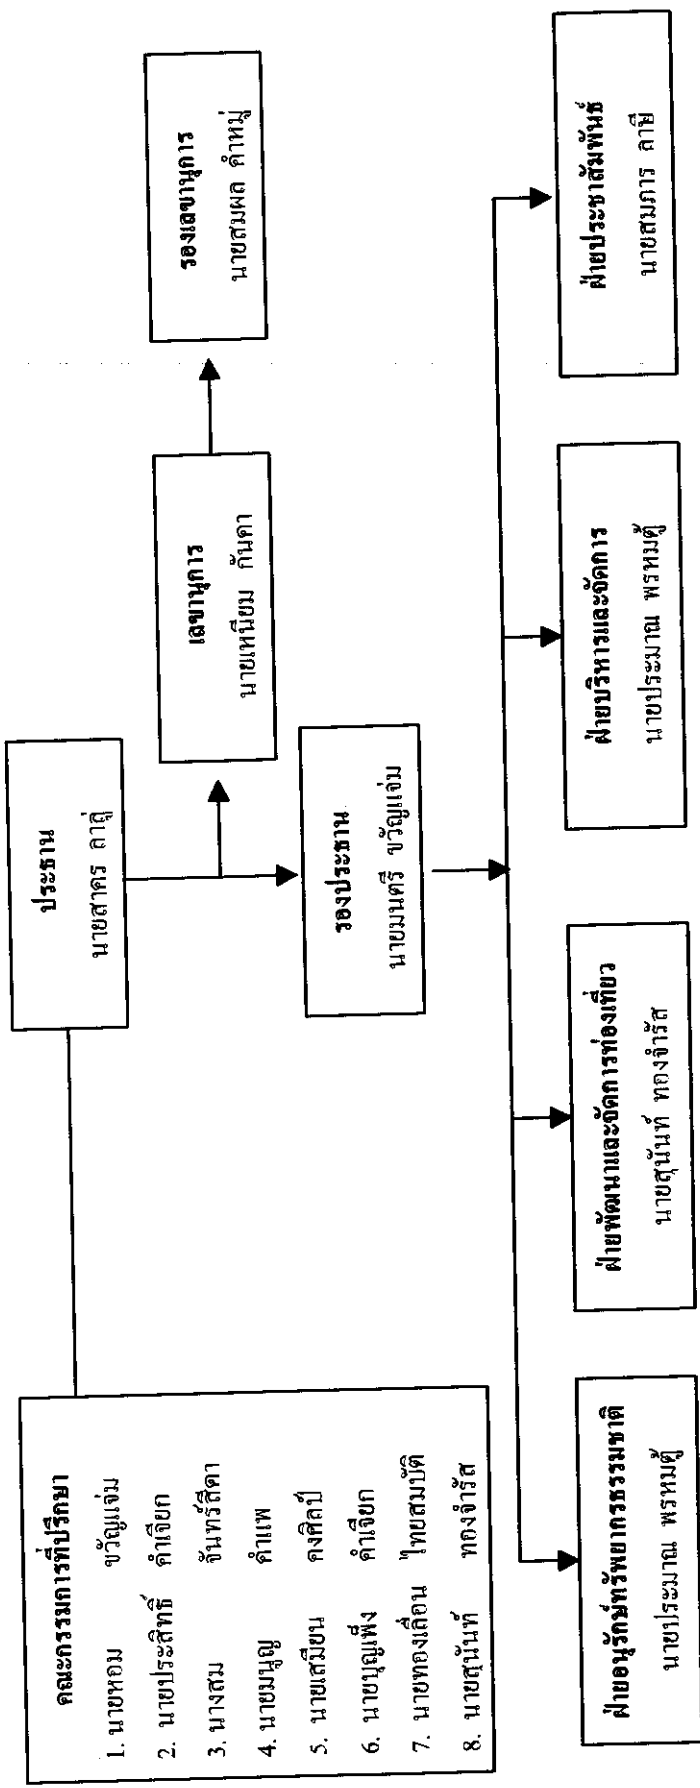 คณะกรรมการที่ปรึกษา
1. นายหอม ขวัญแจ่ม
2. นายประสิทธิ์ คำเจียก
3. นางสม จันทร์สีดา
4. นายมนูญ คำแพ
5. นายเสมียน คงศิลป์
6. นายบุญเพ็ง คำเจียก
7. นายทองเลื่อน ไทยสมบัติ
8. นายสุนันท์ ทองจำรัส
ประธาน
นายสาคร ลาภู่
เลขานุการ
นายเหนียม กันดา
รองเลขานุการ
นายสมพล คำหมู่
รองประธาน
นายมนตรี ขวัญแจ่ม
ฝ่ายอนุรักษ์ทรัพยากรธรรมชาติ
นายประมาณ พรหมตู้
ฝ่ายพัฒนาและจัดการท่องเที่ยว
นายสุนันท์ ทองจำรัส
ฝ่ายบริหารและจัดการ
นายประมาณ พรหมตู้
ฝ่ายประชาสัมพันธ์
นายสมภาร ลาษี